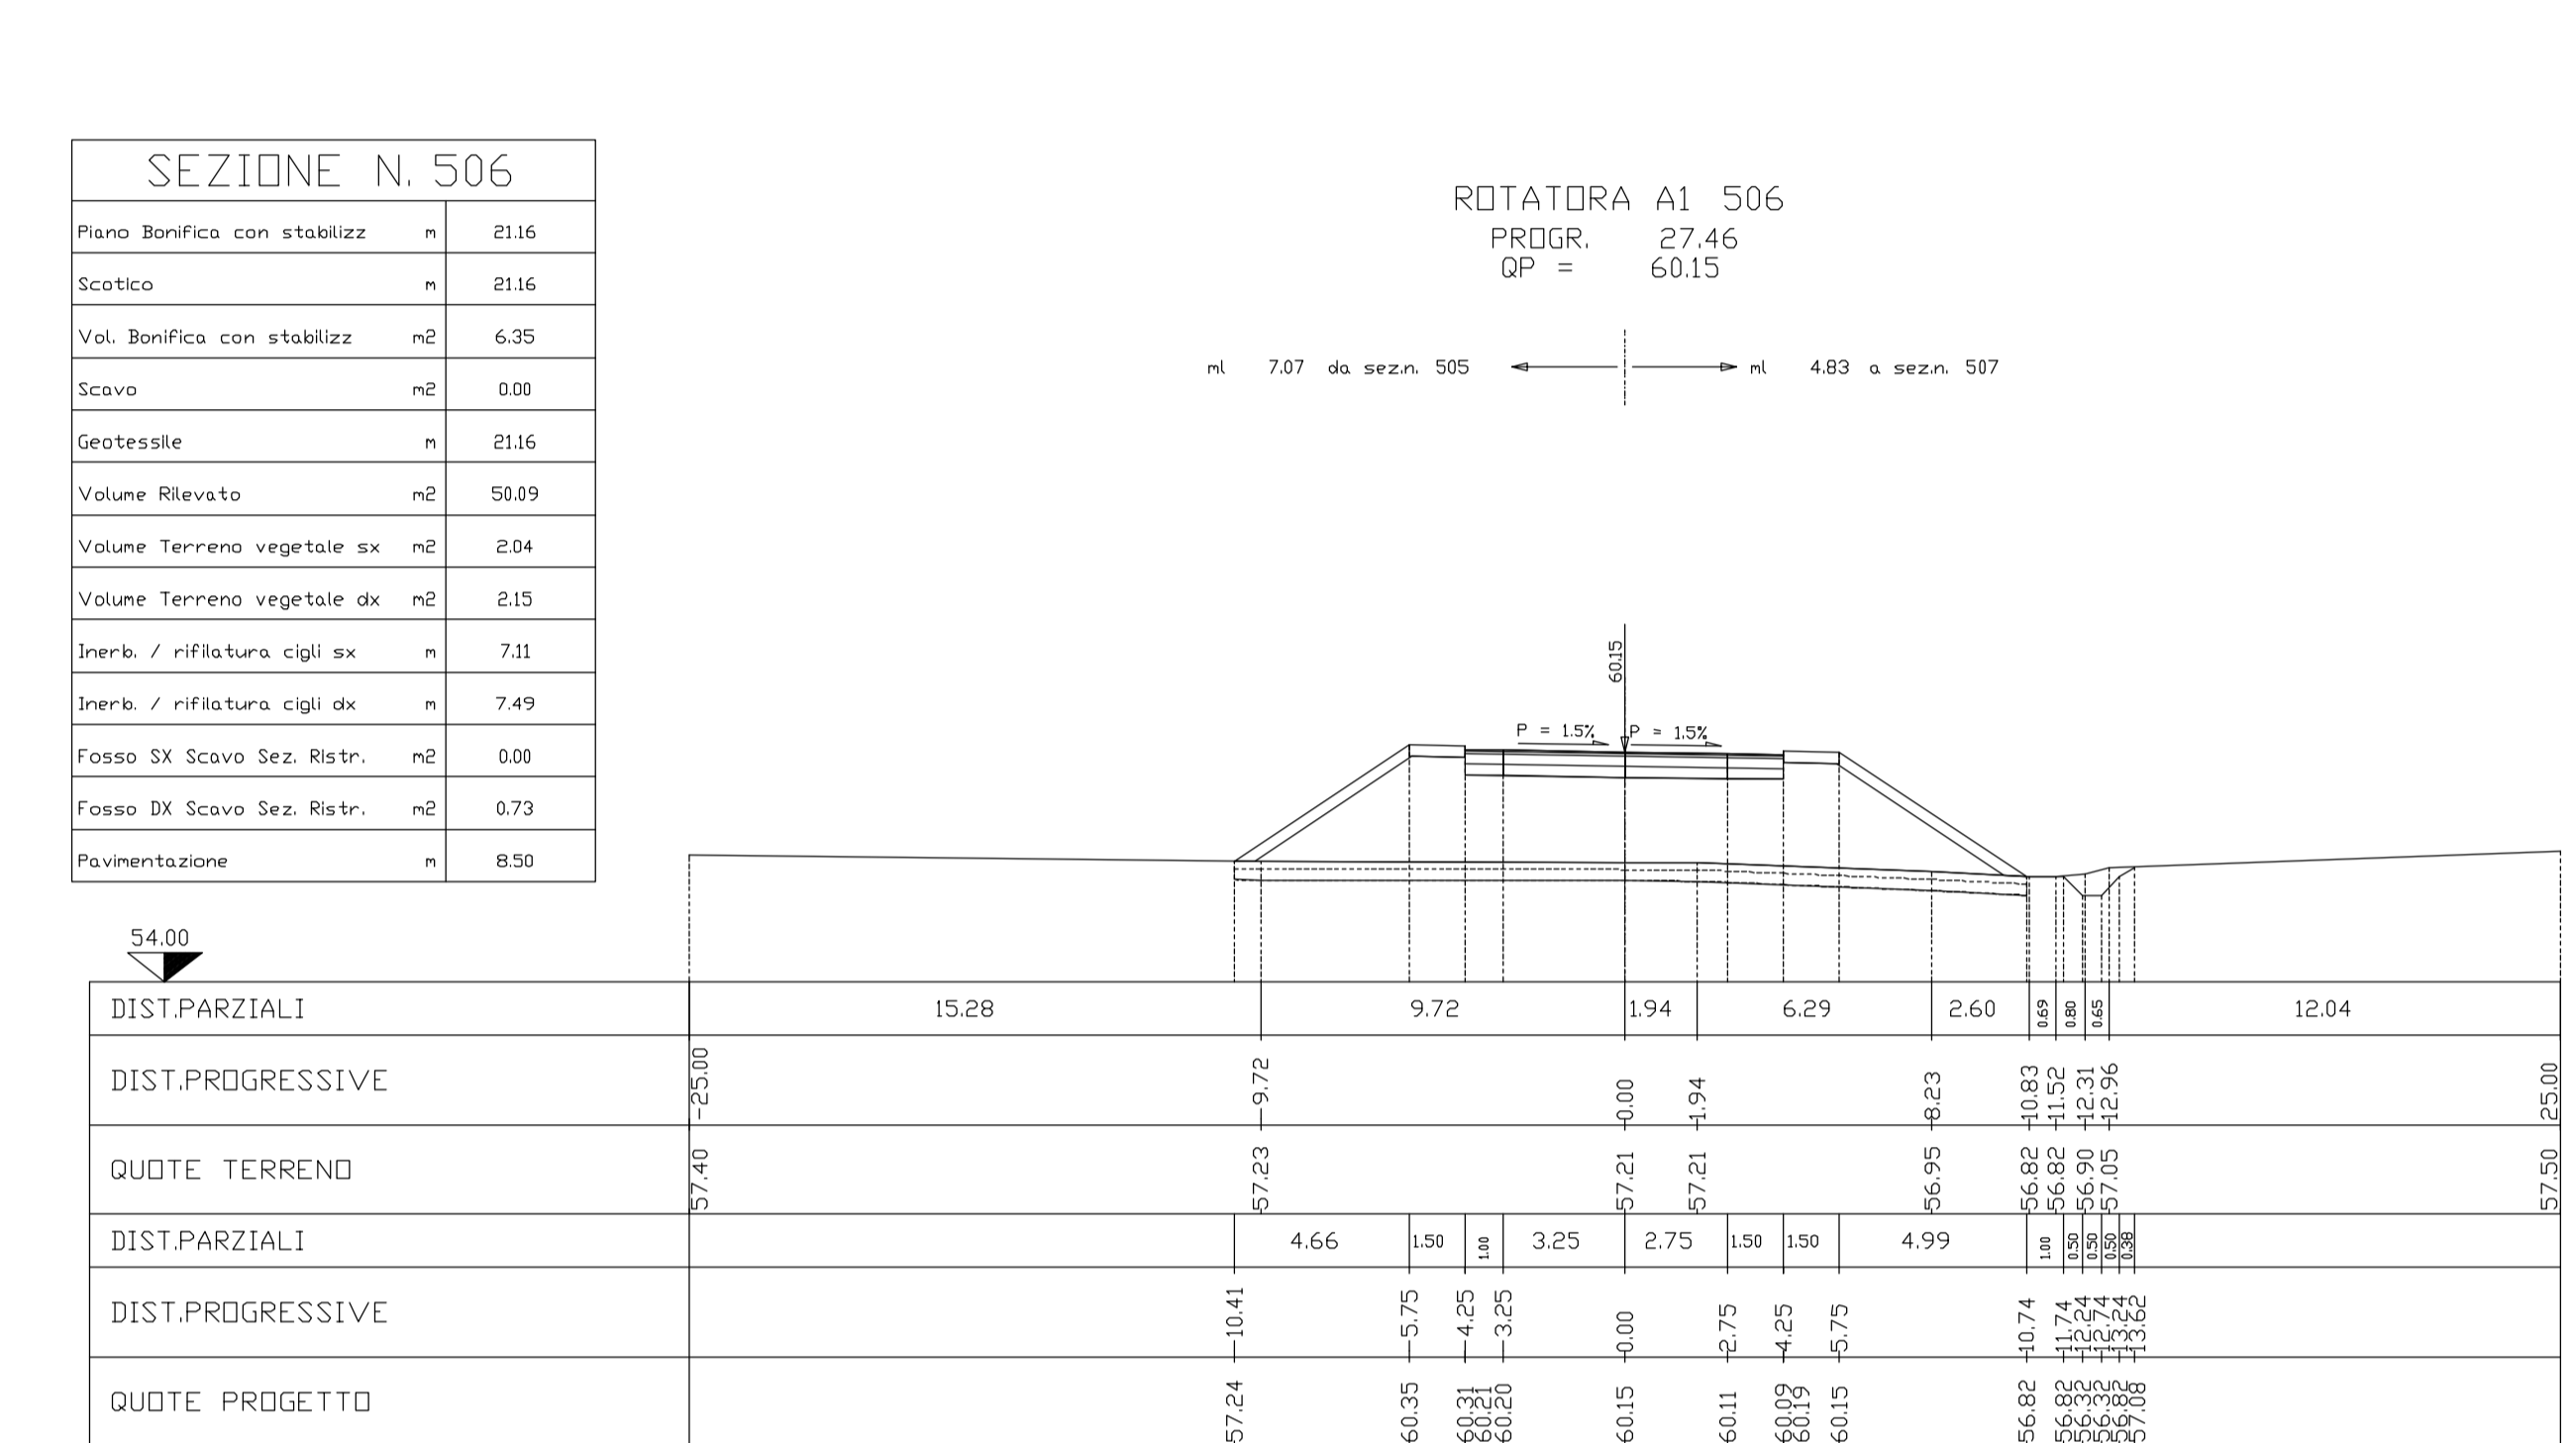 SEZIONE N. 506
Piano Bonifica con stabilizz m 21.16
Scotico m 21.16
Vol. Bonifica con stabilizz m2 6.35
Scavo m2 0.00
Geotessile m 21.16
Volume Rilevato m2 50.09
Volume Terreno vegetale sx m2 2.04
Volume Terreno vegetale dx m2 2.15
Inerb. / rifilatura cigli sx m 7.11
Inerb. / rifilatura cigli dx m 7.49
Fosso SX Scavo Sez. Ristr. m2 0.00
Fosso DX Scavo Sez. Ristr. m2 0.73
Pavimentazione m 8.50
ROTATORA A1 506
PROGR. 27.46
QP = 60.15
ml 7.07 da sez.n. 505 ml 4.83 a sez.n. 507
60.15
P = 1.5% P = 1.5%
54.00
DIST.PARZIALI 15.28 9.72 1.94 6.29 2.60 0.69 0.80 0.65 12.04
DIST.PROGRESSIVE -25.00 -9.72 0.00 1.94 8.23 10.83 11.52 12.31 12.96 25.00
QUOTE TERRENO 57.40 57.23 57.21 57.21 56.95 56.82 56.82 56.90 57.05 57.50
DIST.PARZIALI 4.66 1.50 1.00 3.25 2.75 1.50 1.50 4.99 1.00 0.50 0.50 0.50 0.38
DIST.PROGRESSIVE -10.41 -5.75 -4.25 -3.25 0.00 2.75 4.25 5.75 10.74 11.74 12.24 12.74 13.24 13.62
QUOTE PROGETTO 57.24 60.35 60.31 60.21 60.20 60.15 60.11 60.09 60.19 60.15 56.82 56.82 56.32 56.32 56.82 57.08